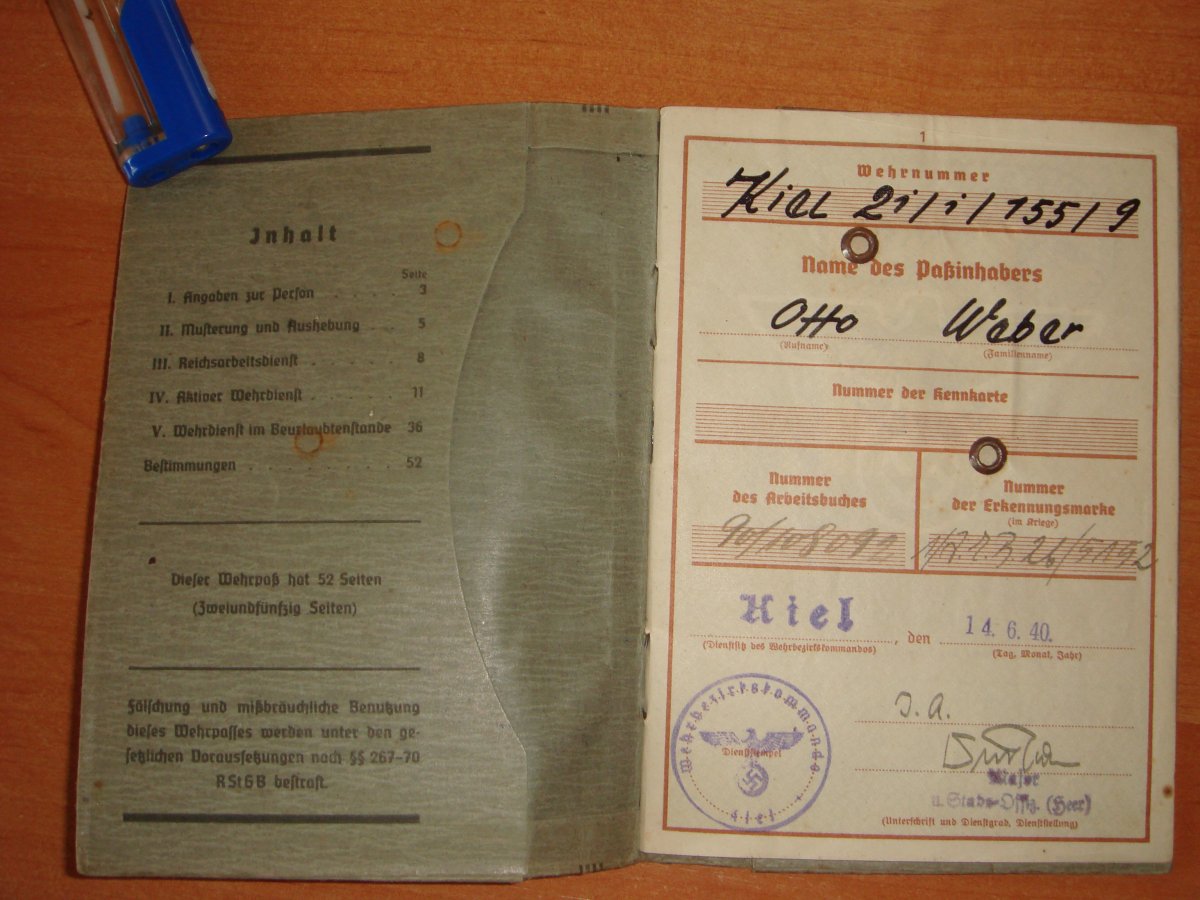 Inhalt
Seite
I. Angaben zur Person . . . . . 3
II. Musterung und Aushebung . . . 5
III. Reichsarbeitsdienst . . . . . 8
IV. Aktiver Wehrdienst . . . . . 11
V. Wehrdienst im Beurlaubtenstande 36
Bestimmungen . . . . . . . . 52
Dieser Wehrpaß hat 52 Seiten
(Zweiundfünfzig Seiten)
Fälschung und mißbräuchliche Benutzung
dieses Wehrpasses werden unter den ge-
setzlichen Voraussetzungen nach §§ 267-70
RStGB bestraft.
1
Wehrnummer
Kiel 21/1/155/9
Name des Paßinhabers
Otto Weber
(Rufname) (Familienname)
Nummer der Kennkarte
Nummer
des Arbeitsbuches
Nummer
der Erkennungsmarke
(im Kriege)
Kiel, den 14. 6. 40.
(Dienstsitz des Wehrbezirkskommandos) (Tag, Monat, Jahr)
Wehrbezirkskommando
Dienststempel
Kiel
J. A.
Major
u. Stabs-Offiz. (Heer)
(Unterschrift und Dienstgrad, Dienststellung)